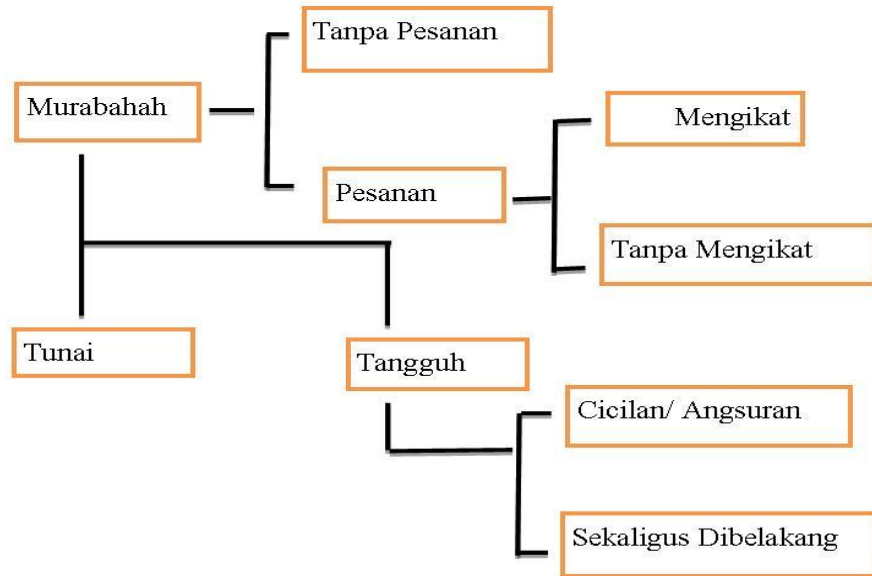 Tanpa Pesanan
Murabahah
Mengikat
Pesanan
Tanpa Mengikat
Tunai
Tangguh
Cicilan/ Angsuran
Sekaligus Dibelakang